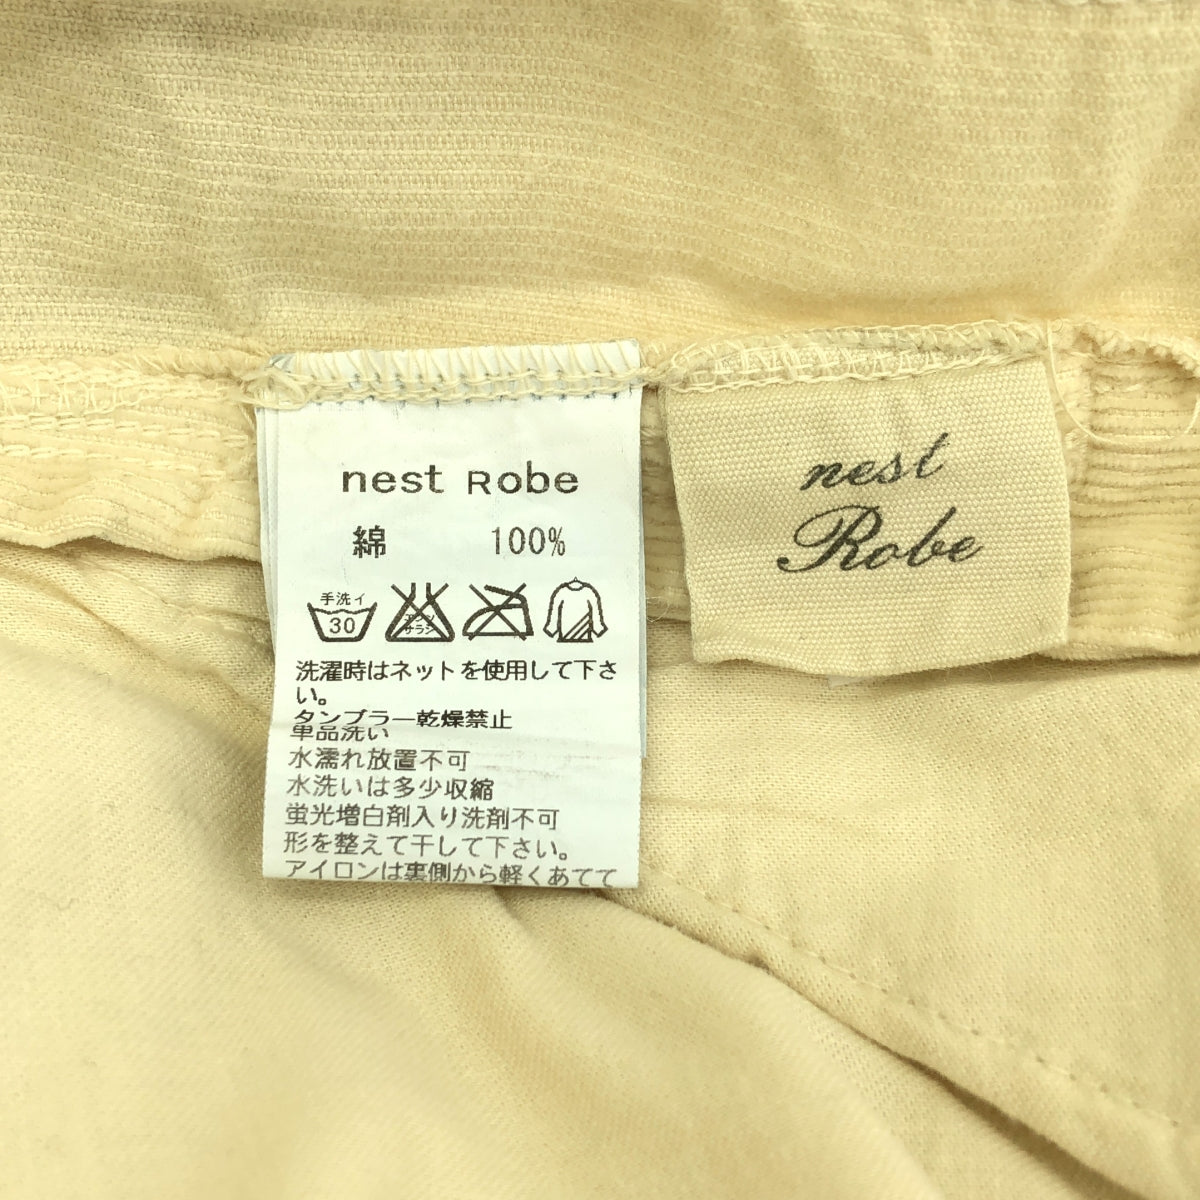 nest Robe
綿 100%
手洗イ
30
エンソ
サラシ
洗濯時はネットを使用して下さ
い。
タンブラー乾燥禁止
単品洗い
水濡れ放置不可
水洗いは多少収縮
蛍光増白剤入り洗剤不可
形を整えて干して下さい。
アイロンは裏側から軽くあてて
nest
Robe